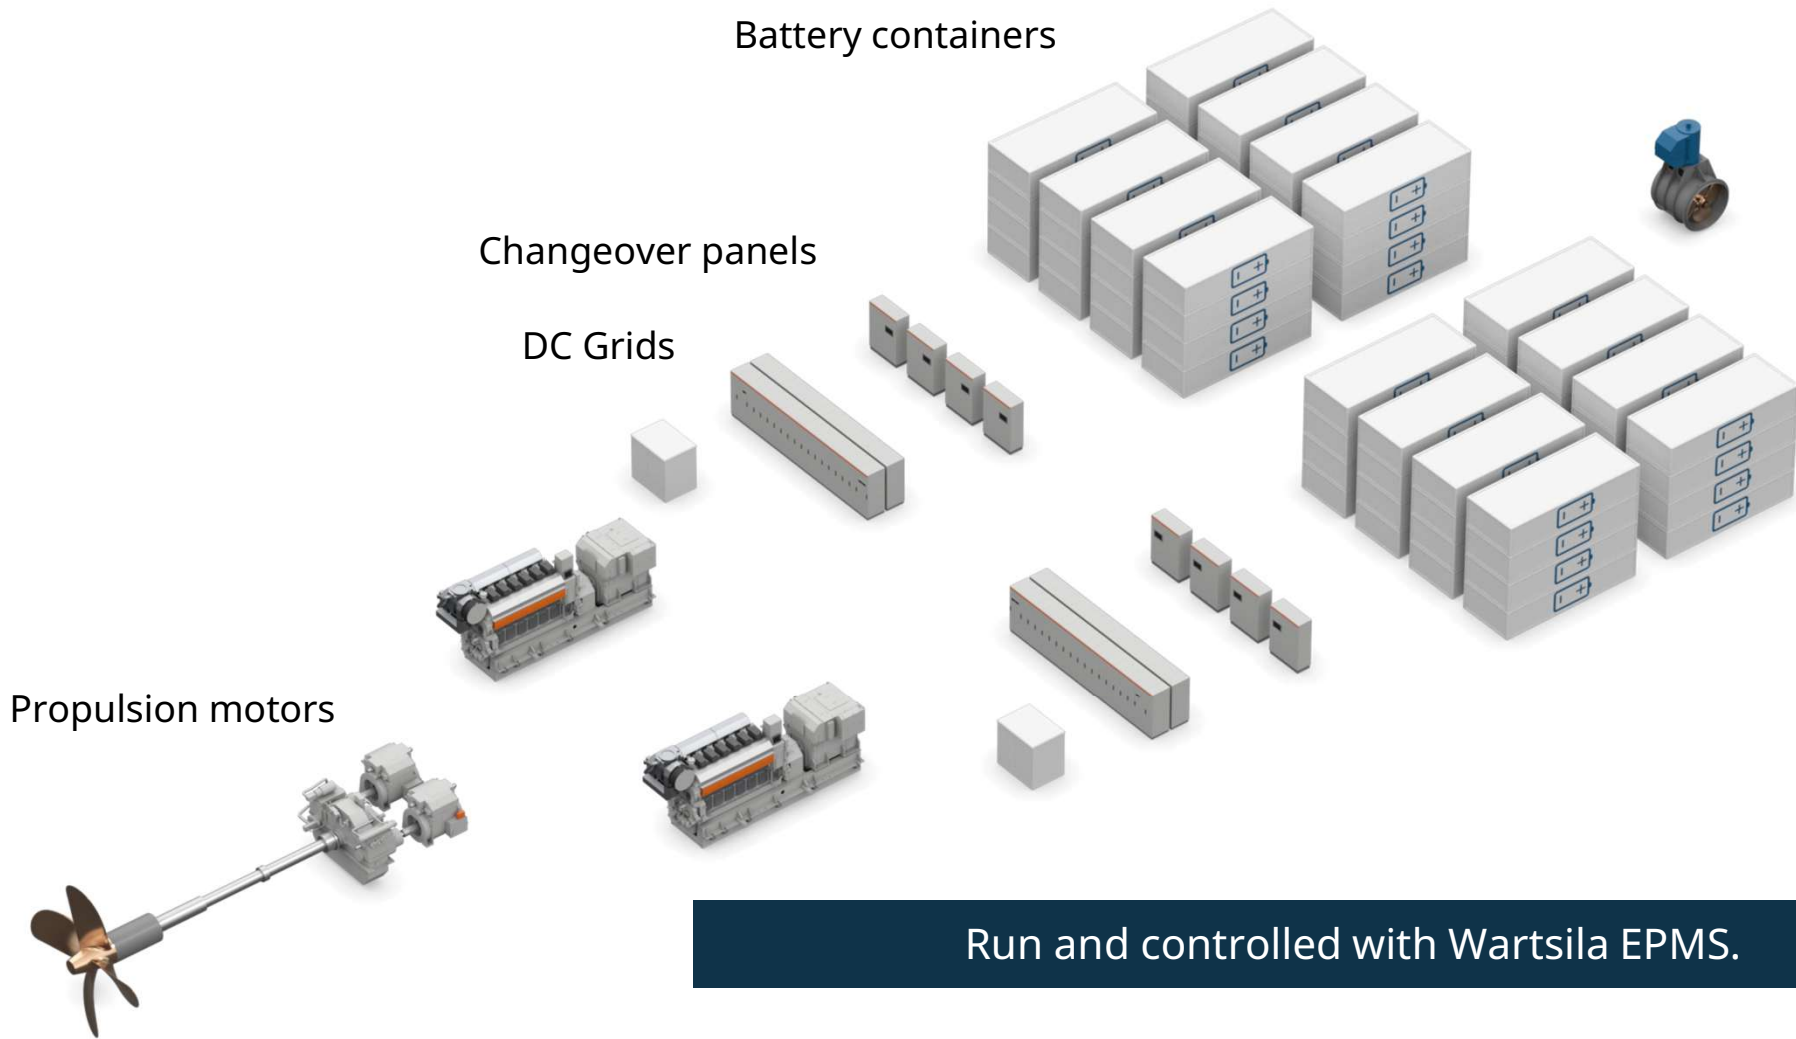 Battery containers
Changeover panels
DC Grids
Propulsion motors
Run and controlled with Wartsila EPMS.